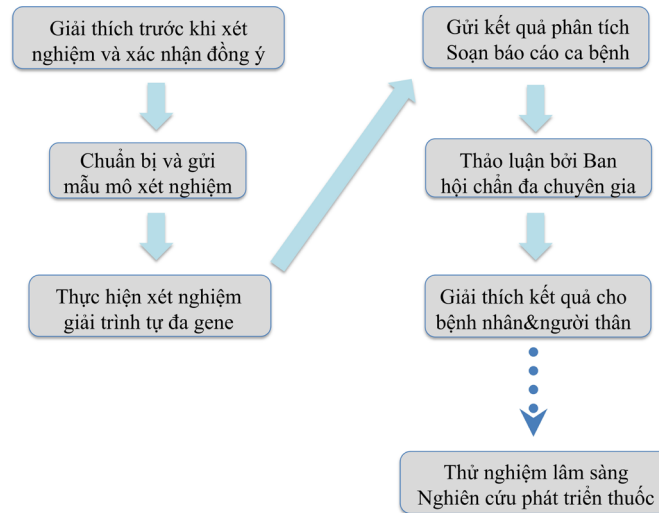 Giải thích trước khi xét
nghiệm và xác nhận đồng ý
Chuẩn bị và gửi
mẫu mô xét nghiệm
Thực hiện xét nghiệm
giải trình tự đa gene
Gửi kết quả phân tích
Soạn báo cáo ca bệnh
Thảo luận bởi Ban
hội chẩn đa chuyên gia
Giải thích kết quả cho
bệnh nhân&người thân
Thử nghiệm lâm sàng
Nghiên cứu phát triển thuốc